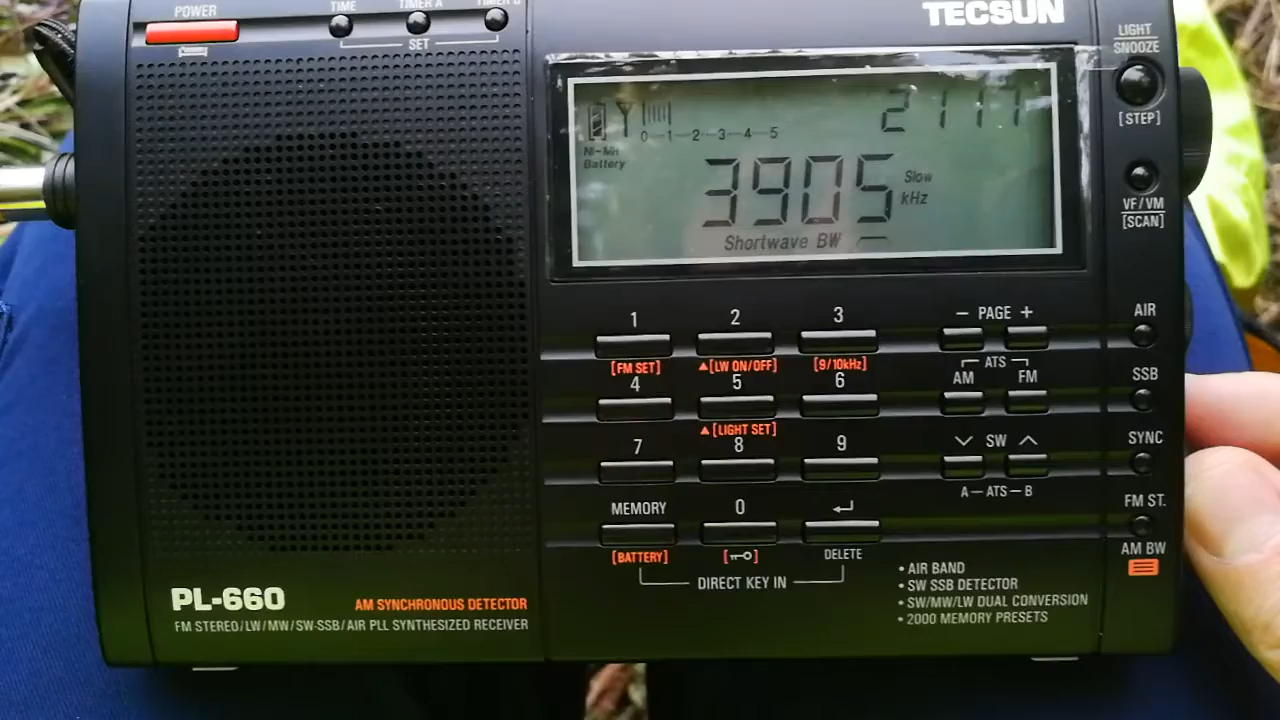 POWER
TIME
TIMER A
TIMER B
SET
TECSUN
LIGHT
SNOOZE
[STEP]
0-1-2-3-4-5
Ni-MH
Battery
3905
Slow
kHz
Shortwave BW
VF/VM
[SCAN]
1 2 3
- PAGE +
AIR
[FM SET] [LW ON/OFF] [9/10kHz]
ATS
4 5 6
AM FM
SSB
[LIGHT SET]
7 8 9
SW
SYNC
A-ATS-B
MEMORY 0
FM ST.
[BATTERY]
DELETE
AM BW
DIRECT KEY IN
• AIR BAND
• SW SSB DETECTOR
• SW/MW/LW DUAL CONVERSION
• 2000 MEMORY PRESETS
PL-660
AM SYNCHRONOUS DETECTOR
FM STEREO/LW/MW/SW-SSB/AIR PLL SYNTHESIZED RECEIVER